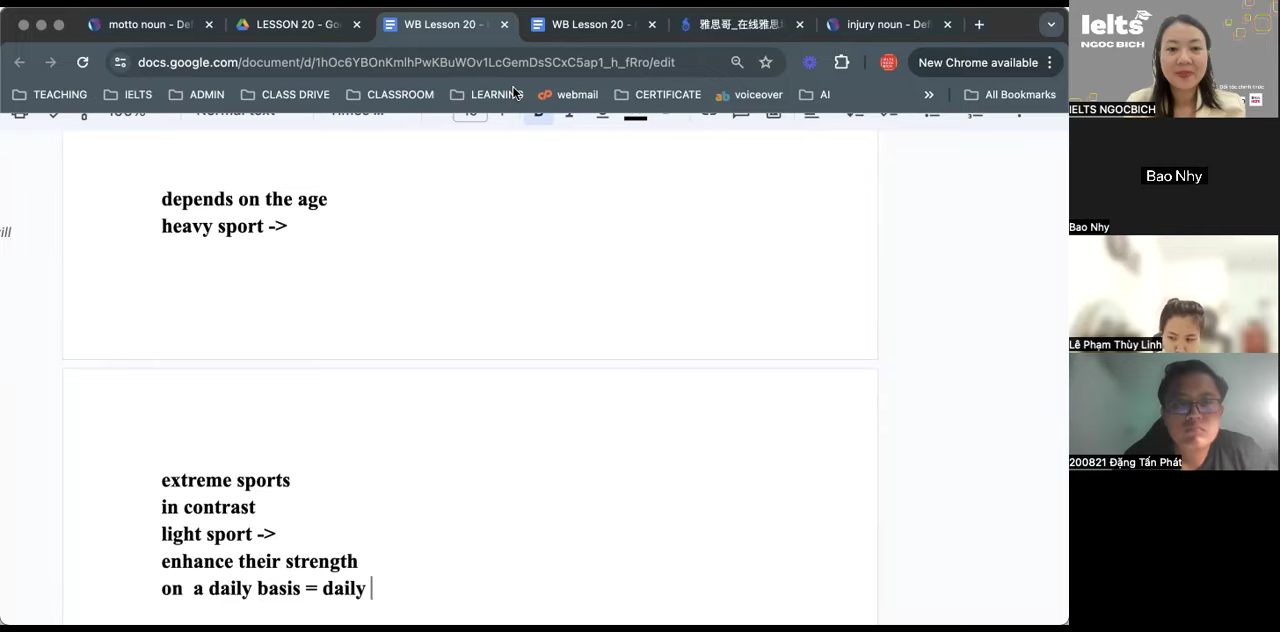 motto noun - De
LESSON 20 - Go
WB Lesson 20 -
WB Lesson 20 -
雅思哥_在线雅思
injury noun - De
docs.google.com/document/d/1hOc6YBOnKmlhPwKBuWOv1LcGemDsSCxC5ap1_h_fRro/edit
New Chrome available
TEACHING
IELTS
ADMIN
CLASS DRIVE
CLASSROOM
LEARNING
webmail
CERTIFICATE
voiceover
AI
»
All Bookmarks
depends on the age
heavy sport ->
ill
extreme sports
in contrast
light sport ->
enhance their strength
on a daily basis = daily
Ielts
NGOC BICH
IELTS NGOCBICH
Bao Nhy
Bao Nhy
Lê Phạm Thùy Linh
200821 Đặng Tấn Phát